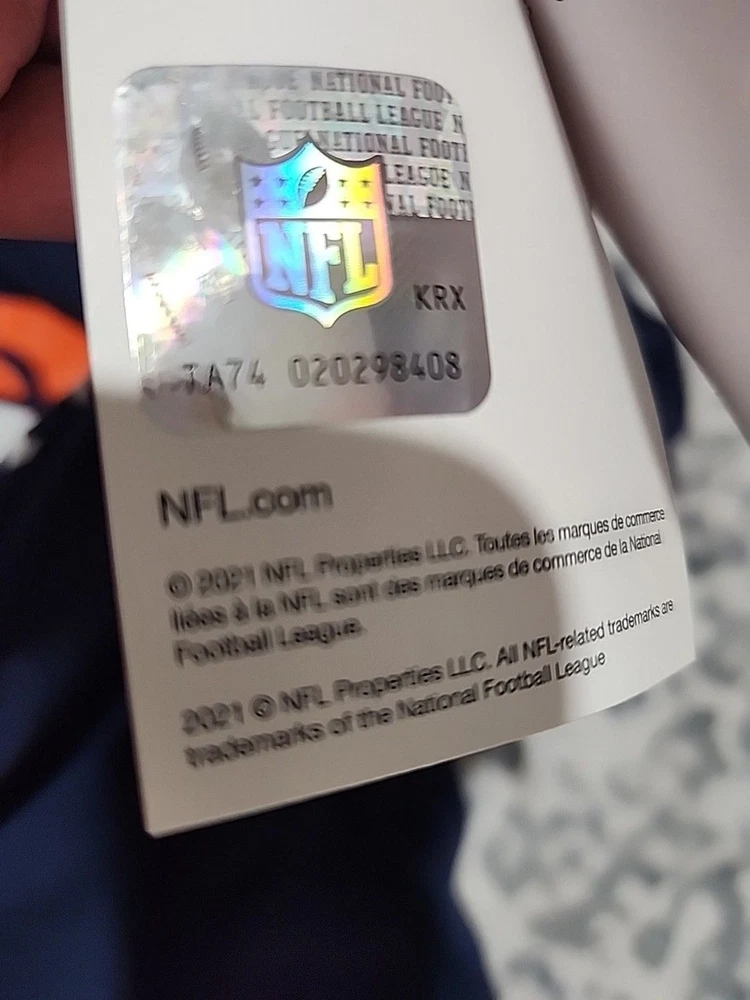 NATIONAL FOOT
FOOTBALL LEAGUE N
NATIONAL FOOT
LEAGUE N
NFL
KRX
TA74 020298408
NFL.com
© 2021 NFL Properties LLC. Toutes les marques de commerce
liées à la NFL sont des marques de commerce de la National
Football League.
2021 © NFL Properties LLC. All NFL-related trademarks are
trademarks of the National Football League